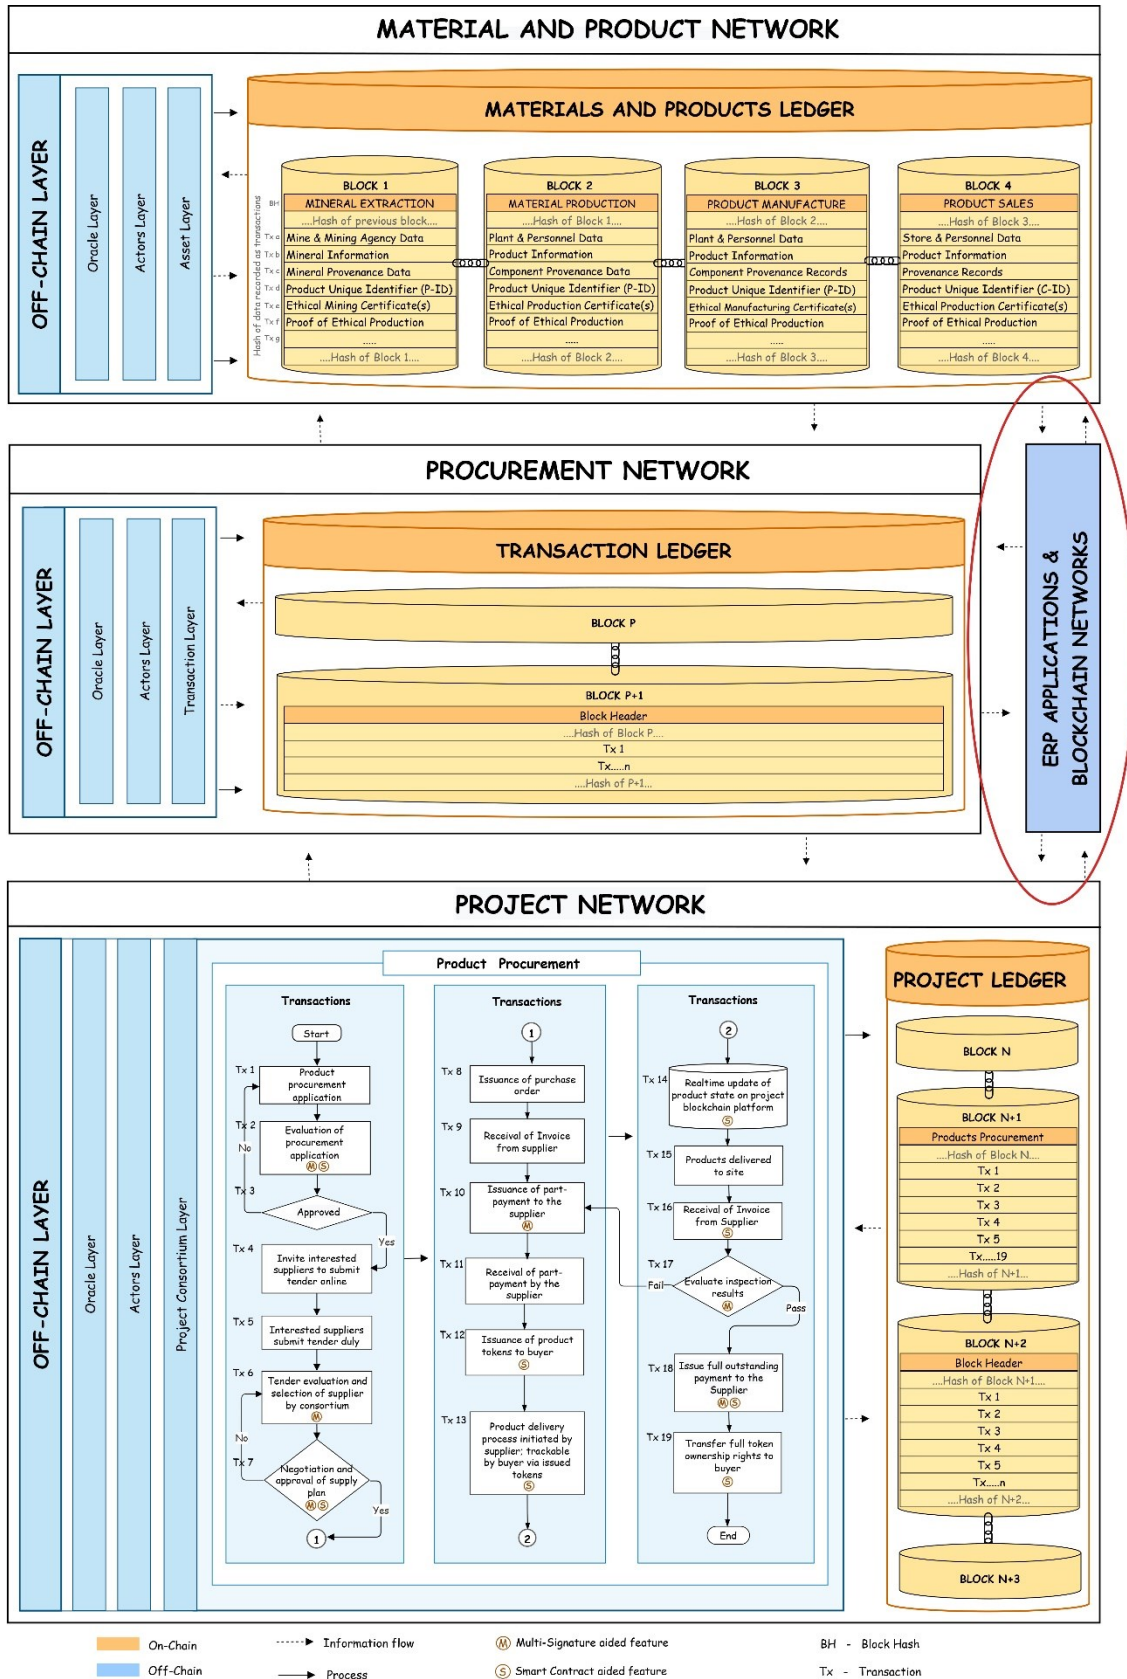 MATERIAL AND PRODUCT NETWORK
OFF-CHAIN LAYER
Oracle Layer
Actors Layer
Asset Layer
MATERIALS AND PRODUCTS LEDGER
Hash of data recorded as transactions
BH
Tx a
Tx b
Tx c
Tx d
Tx e
Tx f
Tx g
BLOCK 1
MINERAL EXTRACTION
....Hash of previous block....
Mine & Mining Agency Data
Mineral Information
Mineral Provenance Data
Product Unique Identifier (P-ID)
Ethical Mining Certificate(s)
Proof of Ethical Production
.....
....Hash of Block 1....
BLOCK 2
MATERIAL PRODUCTION
....Hash of Block 1....
Plant & Personnel Data
Product Information
Component Provenance Data
Product Unique Identifier (P-ID)
Ethical Production Certificate(s)
Proof of Ethical Production
.....
....Hash of Block 2....
BLOCK 3
PRODUCT MANUFACTURE
....Hash of Block 2....
Plant & Personnel Data
Product Information
Component Provenance Records
Product Unique Identifier (P-ID)
Ethical Manufacturing Certificate(s)
Proof of Ethical Production
.....
....Hash of Block 3....
BLOCK 4
PRODUCT SALES
....Hash of Block 3....
Store & Personnel Data
Product Information
Provenance Records
Product Unique Identifier (C-ID)
Ethical Production Certificate(s)
Proof of Ethical Production
.....
....Hash of Block 4....
PROCUREMENT NETWORK
OFF-CHAIN LAYER
Oracle Layer
Actors Layer
Transaction Layer
TRANSACTION LEDGER
BLOCK P
BLOCK P+1
Block Header
....Hash of Block P....
Tx 1
Tx.....n
....Hash of P+1...
ERP APPLICATIONS &
BLOCKCHAIN NETWORKS
PROJECT NETWORK
OFF-CHAIN LAYER
Oracle Layer
Actors Layer
Project Consortium Layer
Product Procurement
Transactions
Start
Tx 1
Product
procurement
application
Tx 2
Evaluation of
procurement
application
M S
No
Tx 3
Approved
Yes
Tx 4
Invite interested
suppliers to submit
tender online
Tx 5
Interested suppliers
submit tender duly
Tx 6
Tender evaluation and
selection of supplier
by consortium
M
No
Tx 7
Negotiation and
approval of supply
plan
M S
Yes
1
Transactions
1
Tx 8
Issuance of purchase
order
Tx 9
Receival of Invoice
from supplier
Tx 10
Issuance of part-
payment to the
supplier
M
Tx 11
Receival of part-
payment by the
supplier
Tx 12
Issuance of product
tokens to buyer
S
Tx 13
Product delivery
process initiated by
supplier; trackable
by buyer via issued
tokens
S
2
Transactions
2
Tx 14
Realtime update of
product state on project
blockchain platform
S
Tx 15
Products delivered
to site
Tx 16
Receival of Invoice
from Supplier
S
Tx 17
Fail
Evaluate inspection
results
M
Pass
Tx 18
Issue full outstanding
payment to the
Supplier
M S
Tx 19
Transfer full token
ownership rights to
buyer
S
End
PROJECT LEDGER
BLOCK N
BLOCK N+1
Products Procurement
....Hash of Block N....
Tx 1
Tx 2
Tx 3
Tx 4
Tx 5
Tx.....19
....Hash of N+1...
BLOCK N+2
Block Header
....Hash of Block N+1....
Tx 1
Tx 2
Tx 3
Tx 4
Tx 5
Tx.....n
....Hash of N+2...
BLOCK N+3
On-Chain
Information flow
M Multi-Signature aided feature
BH - Block Hash
Off-Chain
Process
S Smart Contract aided feature
Tx - Transaction